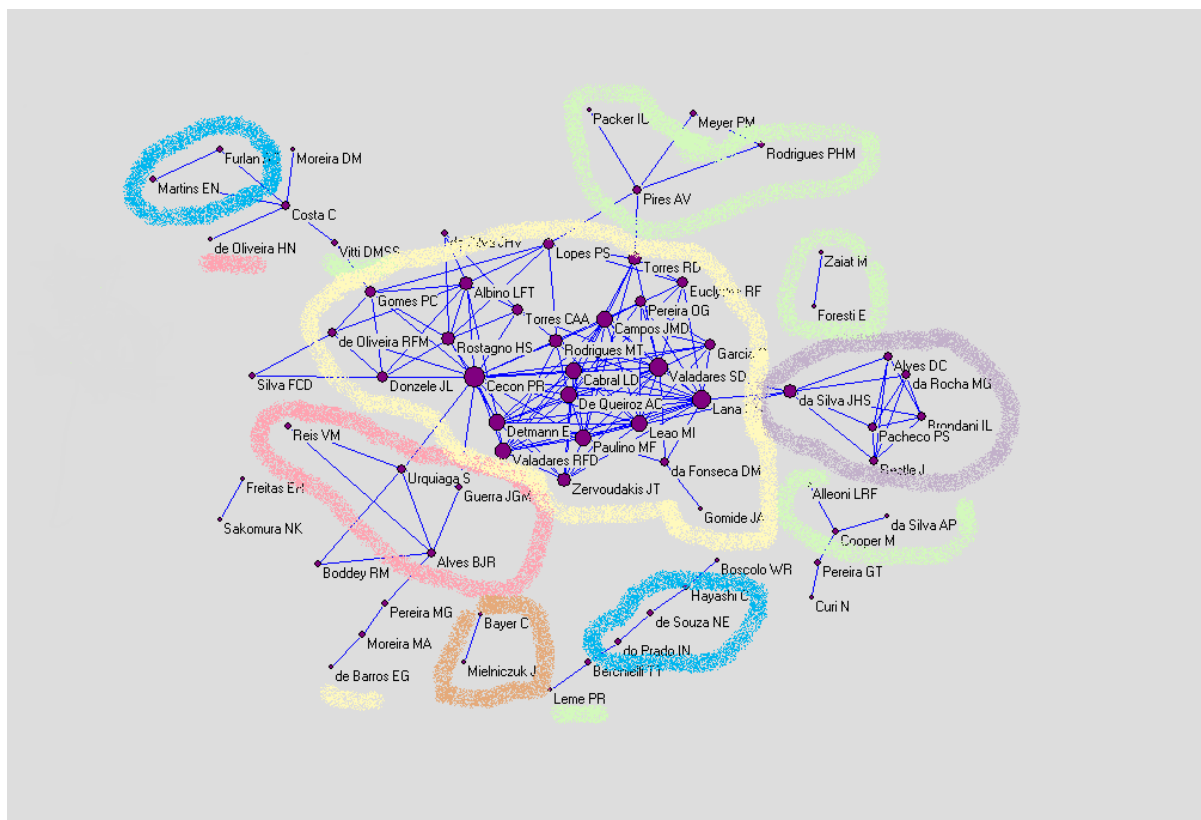 Packer IU
Meyer PM
Rodrigues PHM
Furlan
Moreira DM
Martins EN
Pires AV
Costa C
de Oliveira HN
Vitti DMSS
Lopes PS
Zaiat M
Torres RD
Foresti E
Gomes PC
Albino LFT
Pereira OG
Torres CAA
Campos JMD
de Oliveira RFM
Rostagno HS
Rodrigues MT
Garcia
Alves DC
Silva FCD
Donzele JL
Cecon PR
Cabral LD
Valadares SD
da Rocha MG
De Queiroz AC
Lana
da Silva JHS
Brondani IL
Reis VM
Detmann E
Leao MI
Pacheco PS
Paulino MF
Valadares RFD
da Fonseca DM
Restle J
Urquiaga S
Freitas EH
Guerra JGM
Zervoudakis JT
Alleoni LRF
Sakomura NK
Gomide JA
da Silva AP
Cooper M
Boddey RM
Alves BJR
Boscolo WR
Pereira GT
Hayashi C
Pereira MG
Bayer C
de Souza NE
Curi N
Moreira MA
do Prado IN
de Barros EG
Mielniczuk J
Leme PR